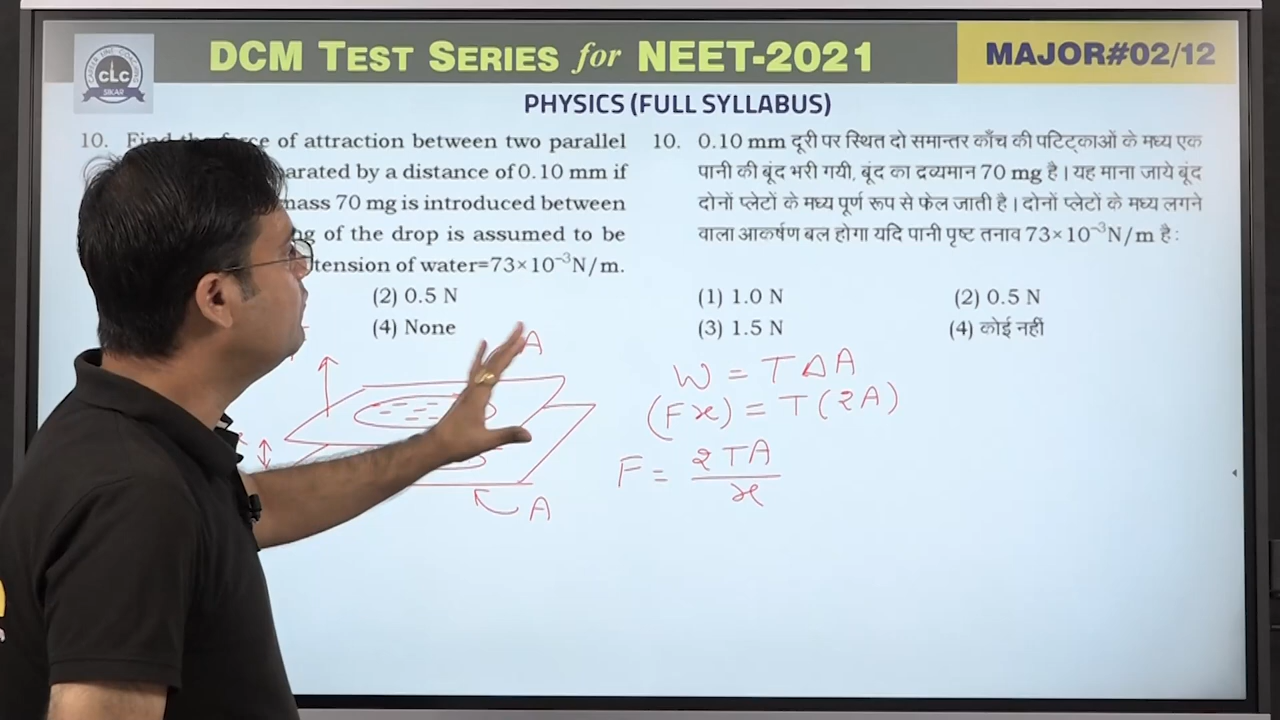 DCM TEST SERIES for NEET-2021
MAJOR#02/12
CLC
SIKAR
PHYSICS (FULL SYLLABUS)
10. Find the force of attraction between two parallel
arated by a distance of 0.10 mm if
mass 70 mg is introduced between
ng of the drop is assumed to be
tension of water=73×10⁻³N/m.
(2) 0.5 N
(4) None
10. 0.10 mm दूरी पर स्थित दो समान्तर काँच की पटिट्काओं के मध्य एक
पानी की बूंद भरी गयी, बूंद का द्रव्यमान 70 mg है। यह माना जाये बूंद
दोनों प्लेटों के मध्य पूर्ण रूप से फेल जाती है। दोनों प्लेटों के मध्य लगने
वाला आकर्षण बल होगा यदि पानी पृष्ट तनाव 73×10⁻³N/m है:
(1) 1.0 N (2) 0.5 N
(3) 1.5 N (4) कोई नहीं
A
A
W = T ΔA
(Fx) = T(2A)
F = 2TA/x